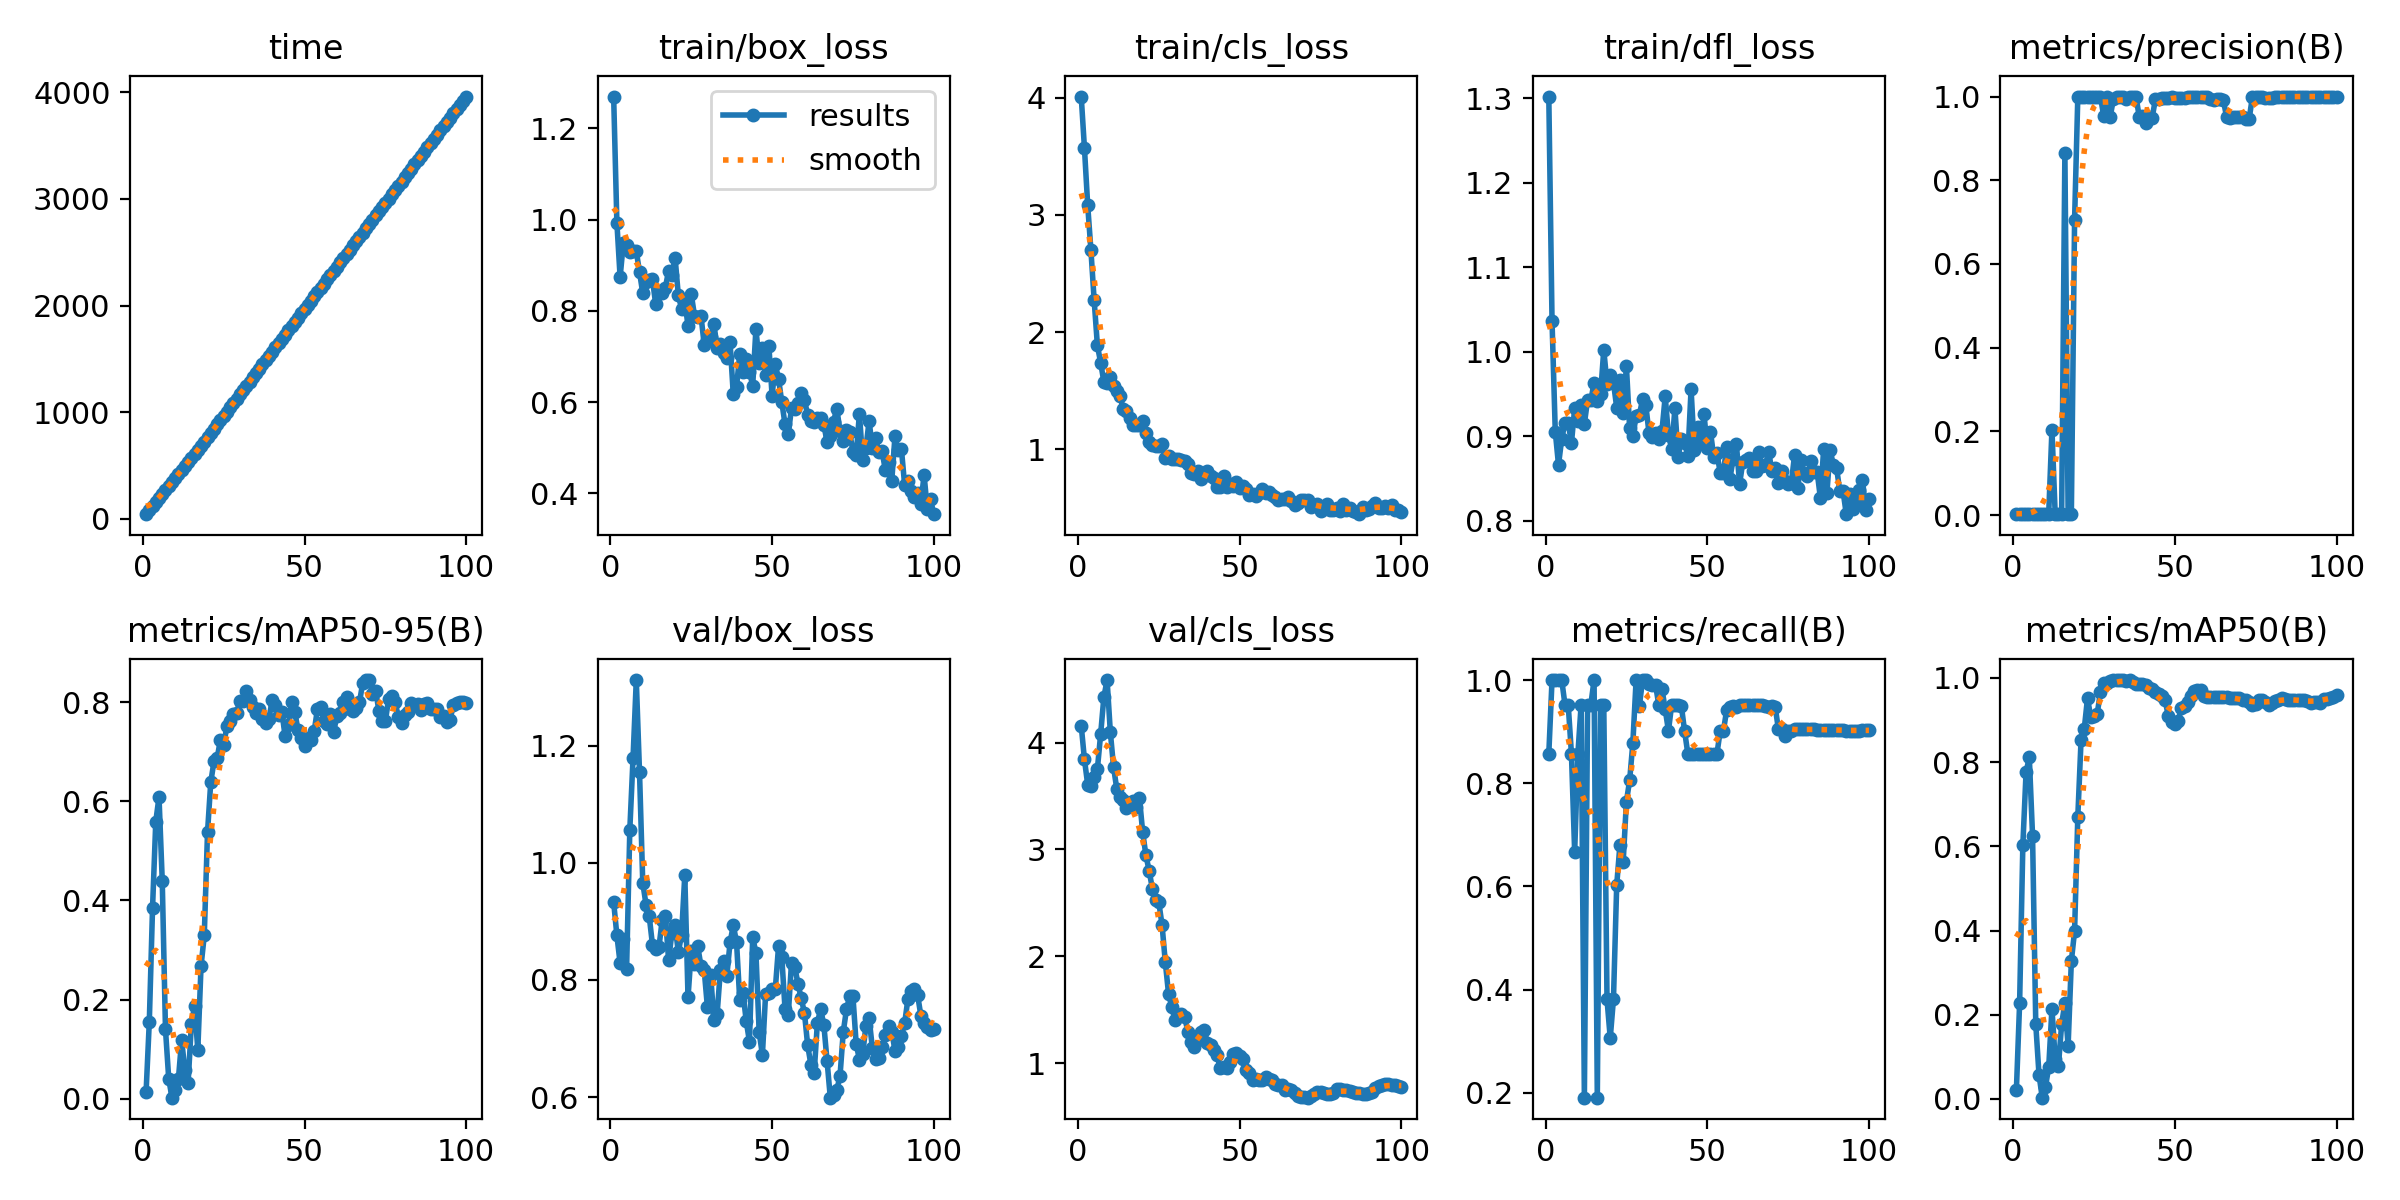 time
4000
3000
2000
1000
0
0 50 100
train/box_loss
results
smooth
1.2
1.0
0.8
0.6
0.4
0 50 100
train/cls_loss
4
3
2
1
0 50 100
train/dfl_loss
1.3
1.2
1.1
1.0
0.9
0.8
0 50 100
metrics/precision(B)
1.0
0.8
0.6
0.4
0.2
0.0
0 50 100
metrics/mAP50-95(B)
0.8
0.6
0.4
0.2
0.0
0 50 100
val/box_loss
1.2
1.0
0.8
0.6
0 50 100
val/cls_loss
4
3
2
1
0 50 100
metrics/recall(B)
1.0
0.8
0.6
0.4
0.2
0 50 100
metrics/mAP50(B)
1.0
0.8
0.6
0.4
0.2
0.0
0 50 100